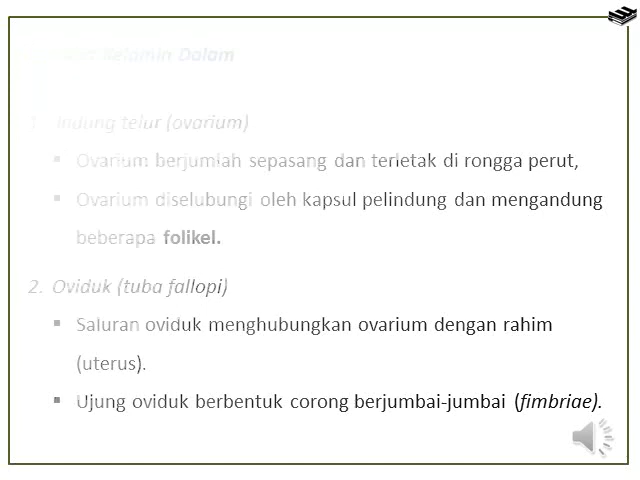 Kelamin Dalam
1. Indung telur (ovarium)
▪ Ovarium berjumlah sepasang dan terletak di rongga perut,
▪ Ovarium diselubungi oleh kapsul pelindung dan mengandung
beberapa folikel.
2. Oviduk (tuba fallopi)
▪ Saluran oviduk menghubungkan ovarium dengan rahim
(uterus).
▪ Ujung oviduk berbentuk corong berjumbai-jumbai (fimbriae).